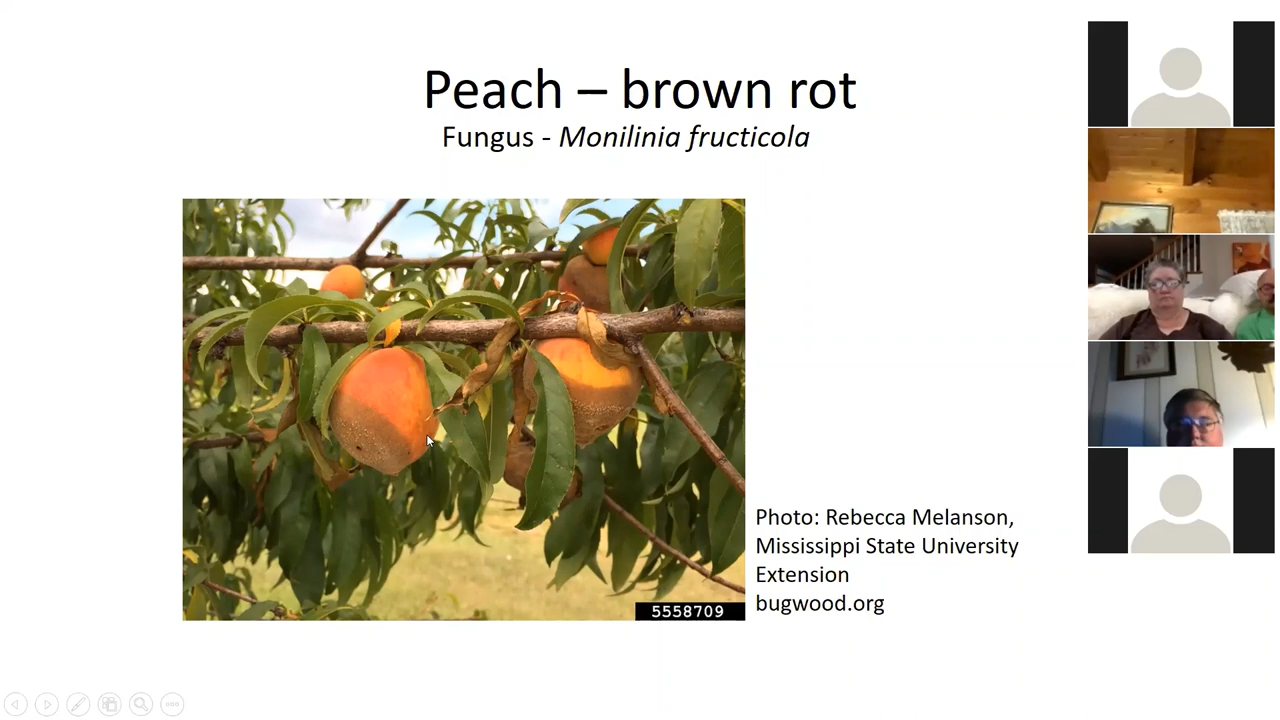 Peach – brown rot
Fungus - Monilinia fructicola
5558709
Photo: Rebecca Melanson,
Mississippi State University
Extension
bugwood.org